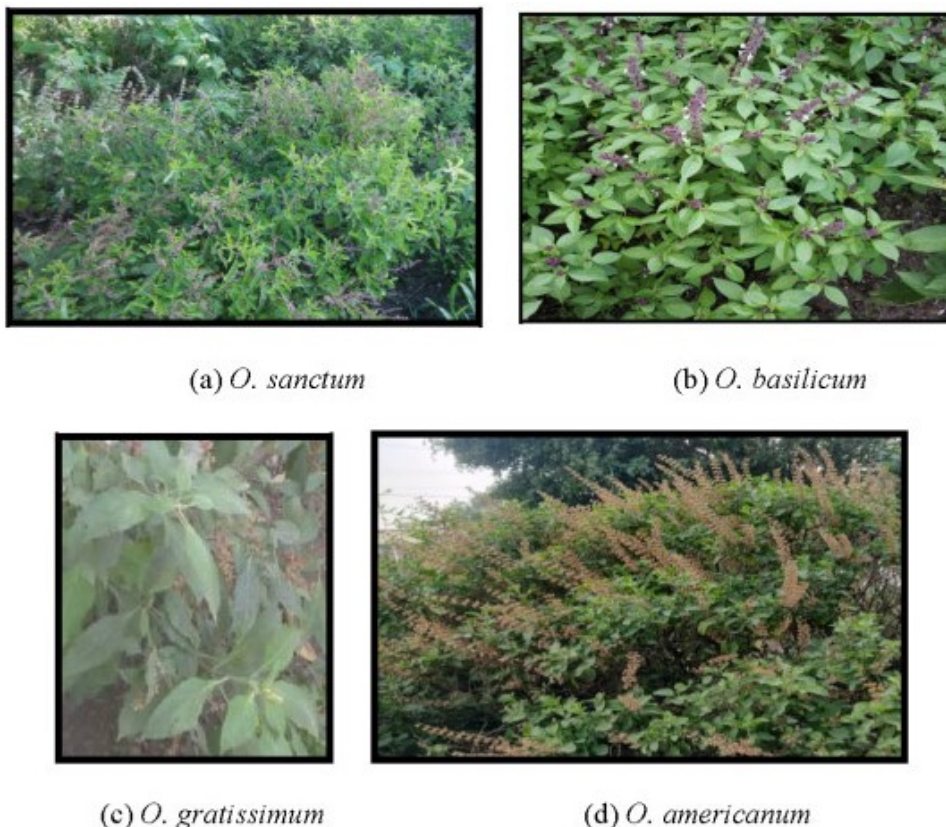 (a) O. sanctum
(b) O. basilicum
(c) O. gratissimum
(d) O. americanum